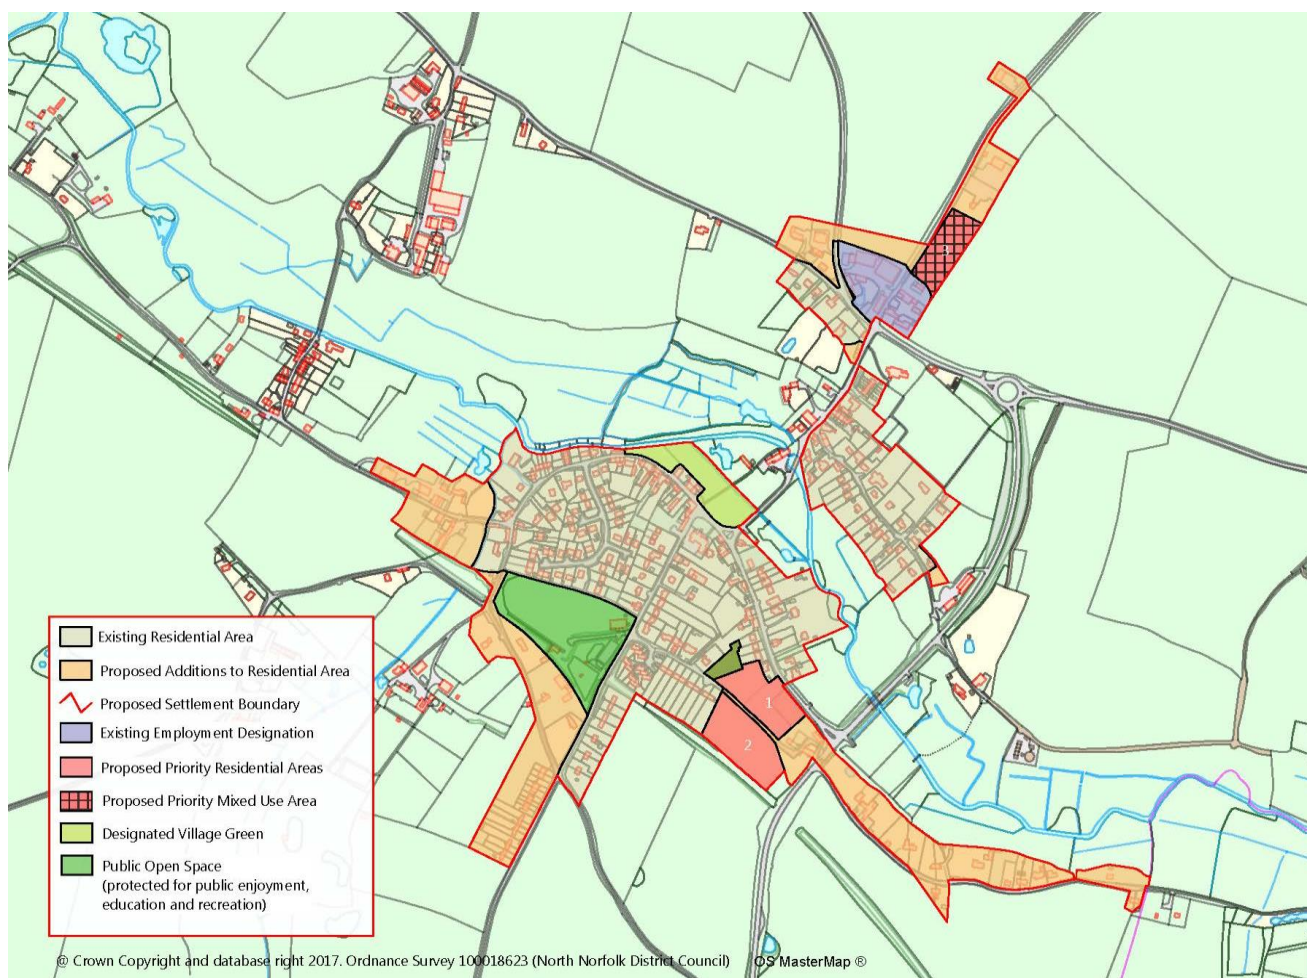 3
1
2
Existing Residential Area
Proposed Additions to Residential Area
Proposed Settlement Boundary
Existing Employment Designation
Proposed Priority Residential Areas
Proposed Priority Mixed Use Area
Designated Village Green
Public Open Space
(protected for public enjoyment,
education and recreation)
@ Crown Copyright and database right 2017. Ordnance Survey 100018623 (North Norfolk District Council) OS MasterMap ®